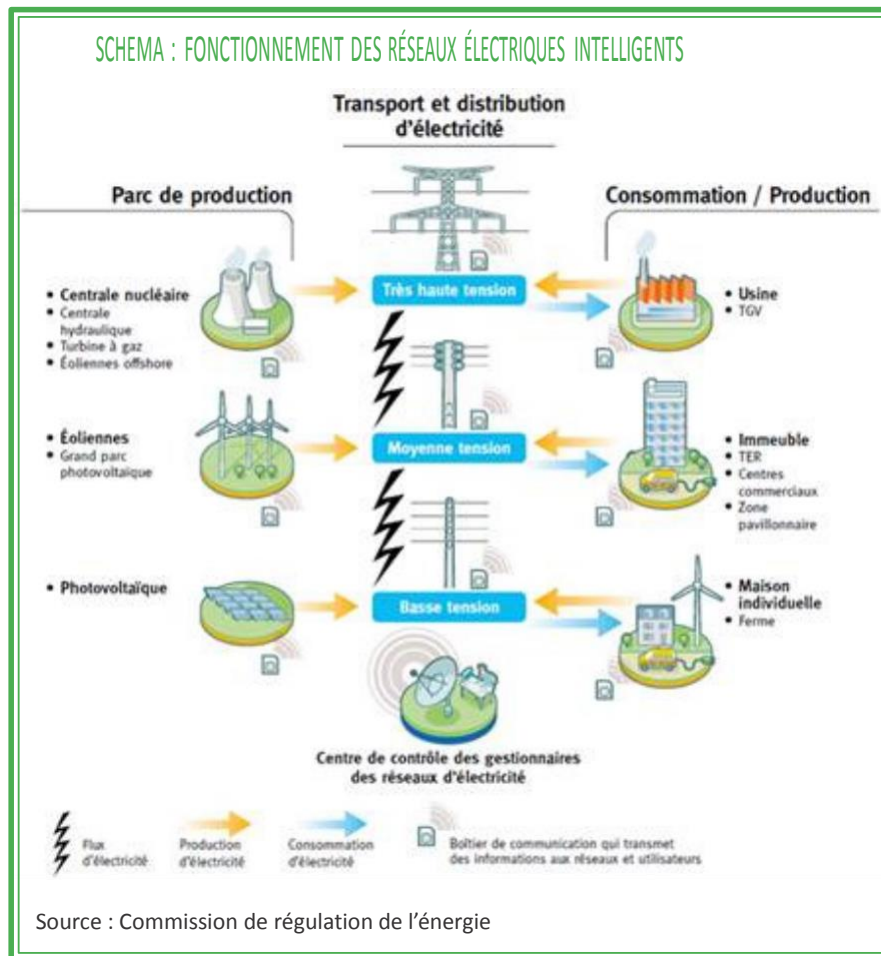 SCHEMA : FONCTIONNEMENT DES RÉSEAUX ÉLECTRIQUES INTELLIGENTS
Transport et distribution
d'électricité
Parc de production
Consommation / Production
• Centrale nucléaire
• Centrale
hydraulique
• Turbine à gaz
• Éoliennes offshore
Très haute tension
• Usine
• TGV
• Éoliennes
• Grand parc
photovoltaïque
Moyenne tension
• Immeuble
• TER
• Centres
commerciaux
• Zone
pavillonnaire
• Photovoltaïque
Basse tension
• Maison
individuelle
• Ferme
Centre de contrôle des gestionnaires
des réseaux d'électricité
Flux
d'électricité
Production
d'électricité
Consommation
d'électricité
Boîtier de communication qui transmet
des informations aux réseaux et utilisateurs
Source : Commission de régulation de l’énergie